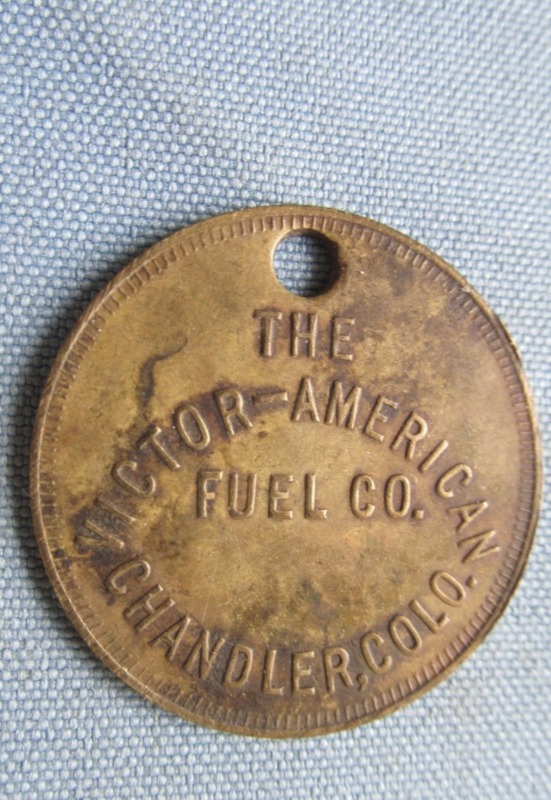 THE
VICTOR-AMERICAN
FUEL CO.
CHANDLER, COLO.